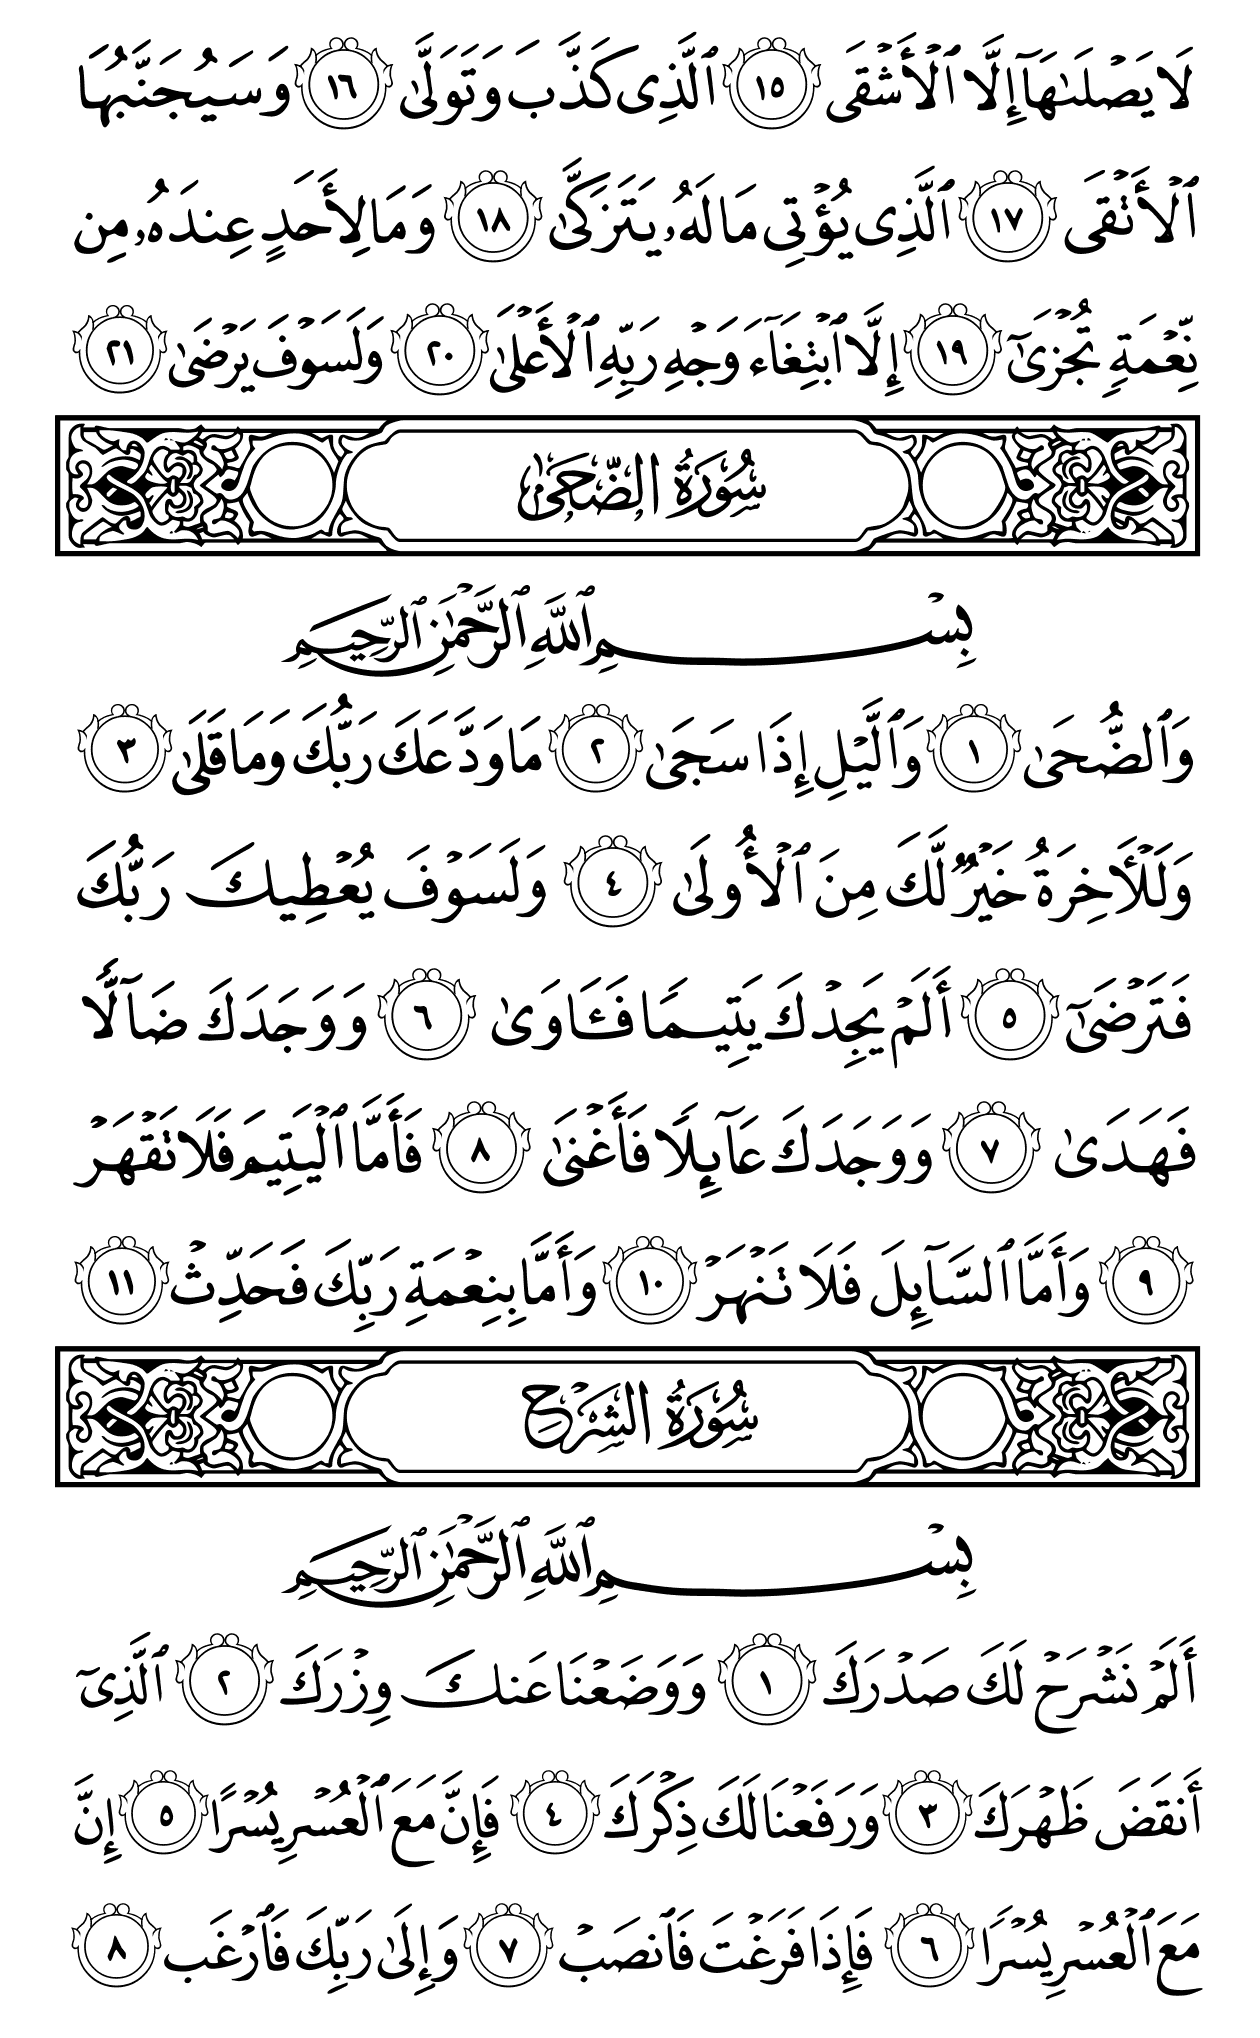 لَا يَصْلَىٰهَآ إِلَّا ٱلْأَشْقَى ١٥ ٱلَّذِى كَذَّبَ وَتَوَلَّىٰ ١٦ وَسَيُجَنَّبُهَا
ٱلْأَتْقَى ١٧ ٱلَّذِى يُؤْتِى مَالَهُۥ يَتَزَكَّىٰ ١٨ وَمَا لِأَحَدٍ عِندَهُۥ مِن
نِّعْمَةٍ تُجْزَىٰٓ ١٩ إِلَّا ٱبْتِغَآءَ وَجْهِ رَبِّهِ ٱلْأَعْلَىٰ ٢٠ وَلَسَوْفَ يَرْضَىٰ ٢١
سُورَةُ الضُّحَىٰ
بِسْمِ ٱللَّهِ ٱلرَّحْمَٰنِ ٱلرَّحِيمِ
وَٱلضُّحَىٰ ١ وَٱلَّيْلِ إِذَا سَجَىٰ ٢ مَا وَدَّعَكَ رَبُّكَ وَمَا قَلَىٰ ٣
وَلَلْأَخِرَةُ خَيْرٌ لَّكَ مِنَ ٱلْأُولَىٰ ٤ وَلَسَوْفَ يُعْطِيكَ رَبُّكَ
فَتَرْضَىٰٓ ٥ أَلَمْ يَجِدْكَ يَتِيمًا فَـَٔاوَىٰ ٦ وَوَجَدَكَ ضَآلًّا
فَهَدَىٰ ٧ وَوَجَدَكَ عَآئِلًا فَأَغْنَىٰ ٨ فَأَمَّا ٱلْيَتِيمَ فَلَا تَقْهَرْ
٩ وَأَمَّا ٱلسَّآئِلَ فَلَا تَنْهَرْ ١٠ وَأَمَّا بِنِعْمَةِ رَبِّكَ فَحَدِّثْ ١١
سُورَةُ الشَّرْحِ
بِسْمِ ٱللَّهِ ٱلرَّحْمَٰنِ ٱلرَّحِيمِ
أَلَمْ نَشْرَحْ لَكَ صَدْرَكَ ١ وَوَضَعْنَا عَنكَ وِزْرَكَ ٢ ٱلَّذِىٓ
أَنقَضَ ظَهْرَكَ ٣ وَرَفَعْنَا لَكَ ذِكْرَكَ ٤ فَإِنَّ مَعَ ٱلْعُسْرِ يُسْرًا ٥ إِنَّ
مَعَ ٱلْعُسْرِ يُسْرًا ٦ فَإِذَا فَرَغْتَ فَٱنصَبْ ٧ وَإِلَىٰ رَبِّكَ فَٱرْغَب ٨